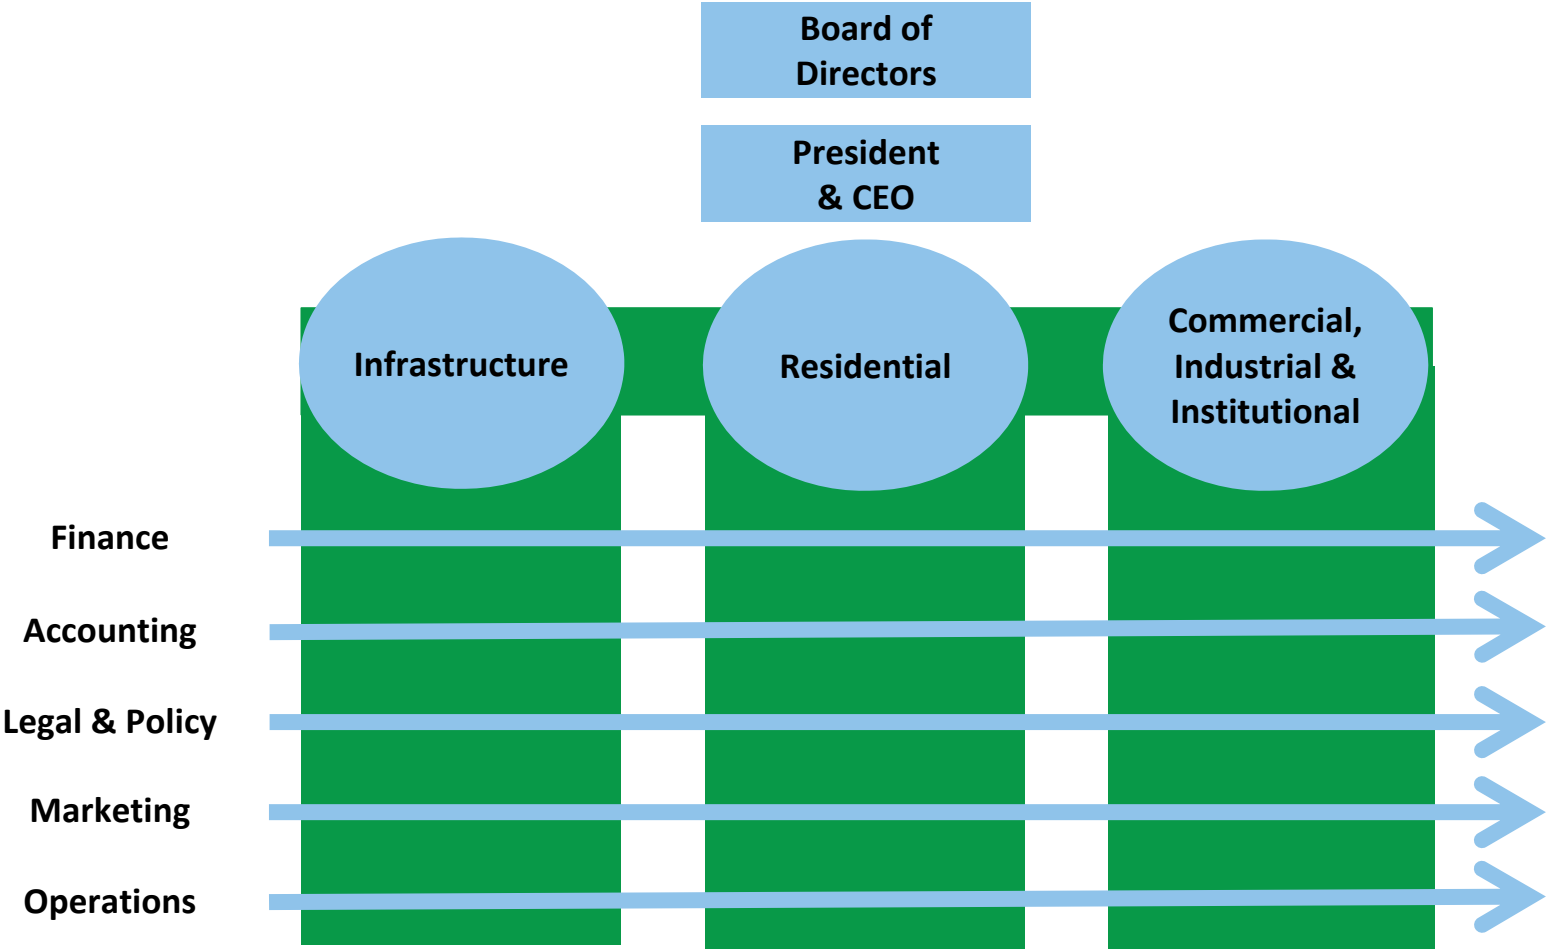 Board of
Directors
President
& CEO
Infrastructure
Residential
Commercial,
Industrial &
Institutional
Finance
Accounting
Legal & Policy
Marketing
Operations